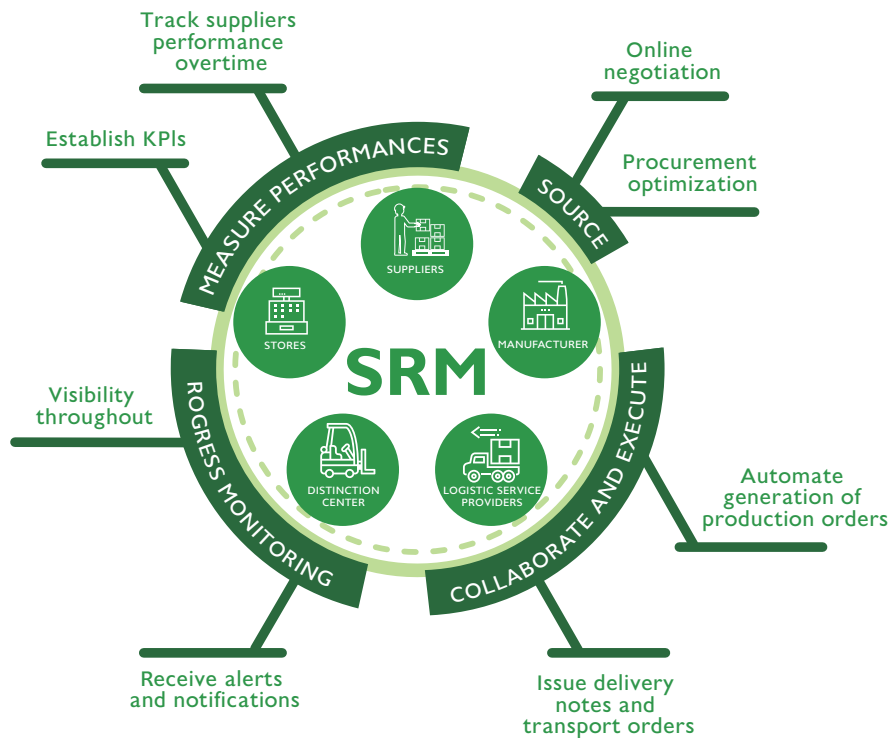 Track suppliers
performance
overtime
Online
negotiation
Establish KPIs
Procurement
optimization
MEASURE PERFORMANCES
SOURCE
SUPPLIERS
STORES
MANUFACTURER
SRM
Visibility
throughout
ROGRESS MONITORING
COLLABORATE AND EXECUTE
DISTINCTION
CENTER
LOGISTIC SERVICE
PROVIDERS
Automate
generation of
production orders
Receive alerts
and notifications
Issue delivery
notes and
transport orders